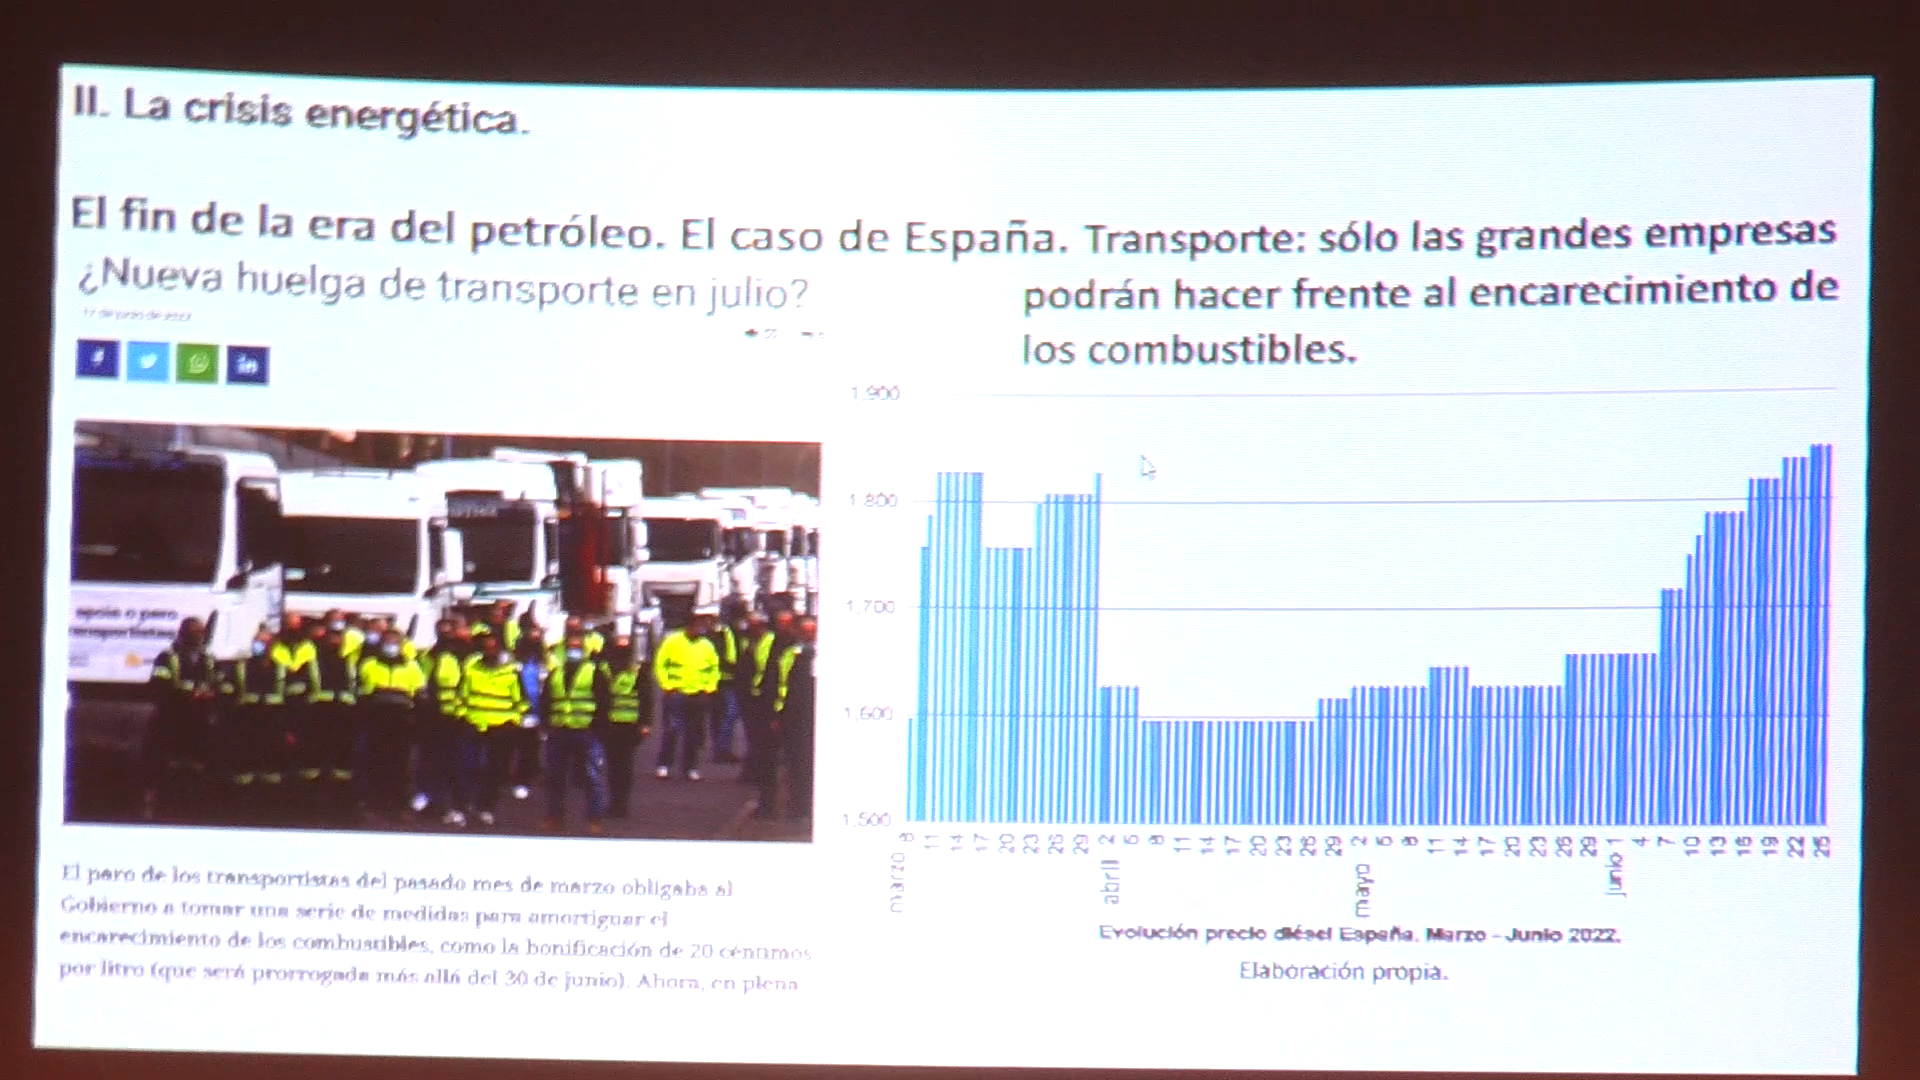 II. La crisis energética.
El fin de la era del petróleo. El caso de España. Transporte: sólo las grandes empresas
podrán hacer frente al encarecimiento de
los combustibles.
¿Nueva huelga de transporte en julio?
in
El paro de los transportistas del pasado mes de marzo obligaba al
Gobierno a tomar una serie de medidas para amortiguar el
encarecimiento de los combustibles, como la bonificación de 20 céntimos
por litro (que será prorrogada más allá del 30 de junio). Ahora, en plena
1,900
1,800
1,700
1,600
1,500
8 11 14 17 20 23 26 29 2 5 8 11 14 17 20 23 26 29 2 5 8 11 14 17 20 23 26 29 1 4 7 10 13 16 19 22 25
marzo abril mayo junio
Evolución precio diésel España. Marzo - Junio 2022.
Elaboración propia.